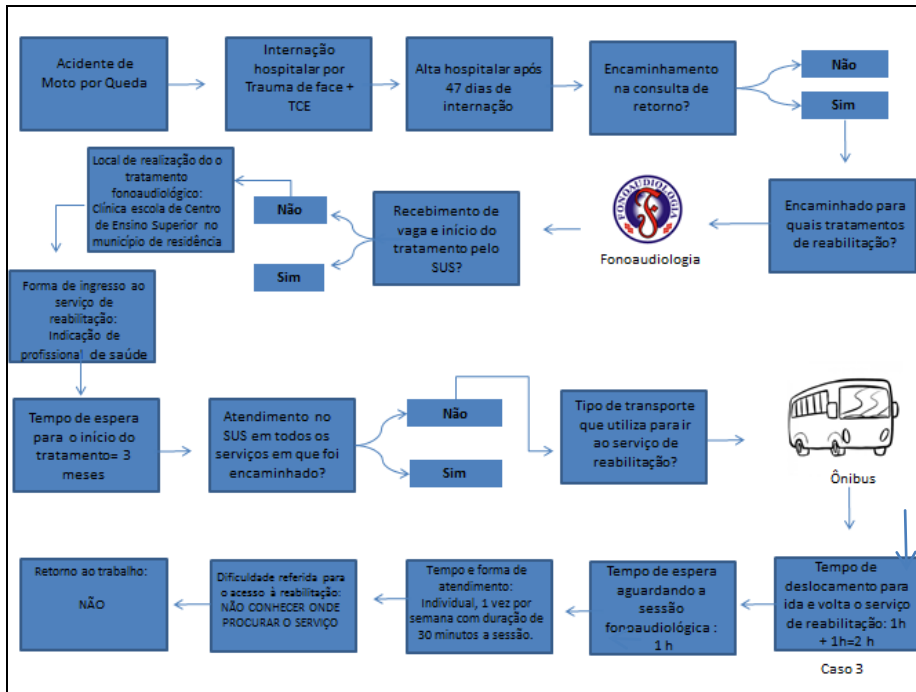 Acidente de
Moto por Queda
Internação
hospitalar por
Trauma de face +
TCE
Alta hospitalar após
47 dias de
internação
Encaminhamento
na consulta de
retorno?
Não
Sim
Encaminhado para
quais tratamentos
de reabilitação?
FONOAUDIOLOGIA
Fonoaudiologia
Recebimento de
vaga e início do
tratamento pelo
SUS?
Não
Sim
Local de realização do o
tratamento
fonoaudiológico:
Clínica escola de Centro
de Ensino Superior no
município de residência
Forma de ingresso ao
serviço de
reabilitação:
Indicação de
profissional de saúde
Tempo de espera
para o início do
tratamento= 3
meses
Atendimento no
SUS em todos os
serviços em que foi
encaminhado?
Não
Sim
Tipo de transporte
que utiliza para ir
ao serviço de
reabilitação?
Ônibus
Tempo de
deslocamento para
ida e volta o serviço
de reabilitação: 1h
+ 1h=2 h
Tempo de espera
aguardando a
sessão
fonoaudiológica :
1 h
Tempo e forma de
atendimento:
Individual, 1 vez por
semana com duração de
30 minutos a sessão.
Dificuldade referida para
o acesso à reabilitação:
NÃO CONHECER ONDE
PROCURAR O SERVIÇO
Retorno ao trabalho:
NÃO
Caso 3